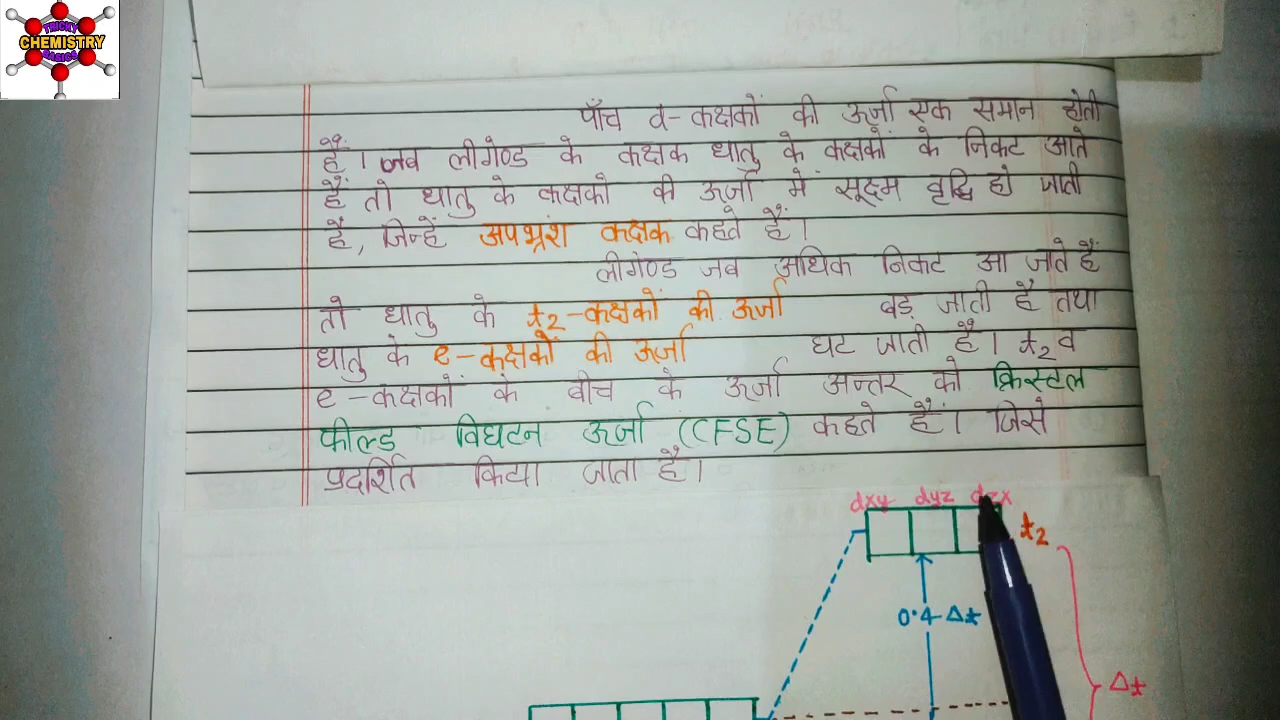 TRICKY
CHEMISTRY
BASICS
पाँच d-कक्षकों की ऊर्जा एक समान होती
हैं। जब लीगेण्ड के कक्षक धातु के कक्षकों के निकट आते
हैं तो धातु के कक्षको की ऊर्जा में सूक्ष्म वृद्धि हो जाती
है, जिन्हें अपभ्रंश कक्षक कहते हैं।
लीगेण्ड जब अधिक निकट आ जाते हैं
तो धातु के t₂-कक्षकों की ऊर्जा बढ़ जाती है तथा
धातु के e-कक्षकों की ऊर्जा घट जाती है। t₂ व
e-कक्षकों के बीच के ऊर्जा अन्तर को क्रिस्टल
फील्ड विघटन ऊर्जा (CFSE) कहते हैं। जिसे
प्रदर्शित किया जाता है।
dxy dyz dzx
t₂
0.4 Δt
Δt